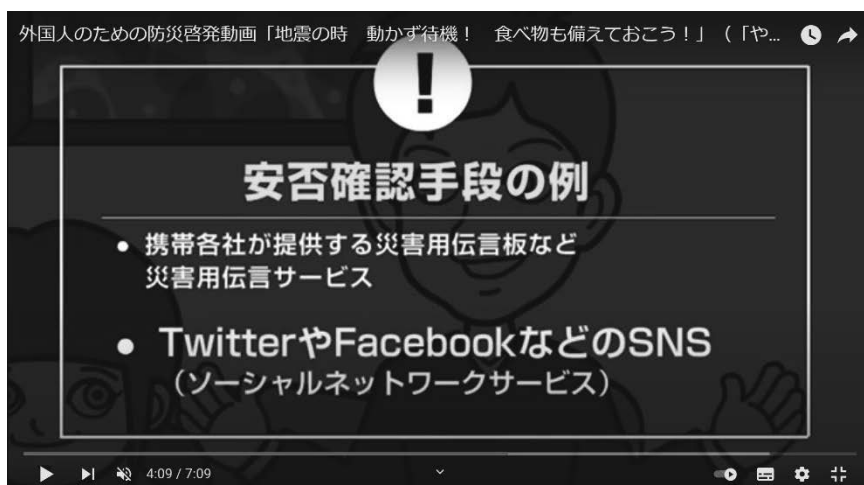 外国人のための防災啓発動画「地震の時　動かず待機！　食べ物も備えておこう！」（「や...
!
安否確認手段の例
● 携帯各社が提供する災害用伝言板など
災害用伝言サービス
● TwitterやFacebookなどのSNS
（ソーシャルネットワークサービス）
4:09 / 7:09